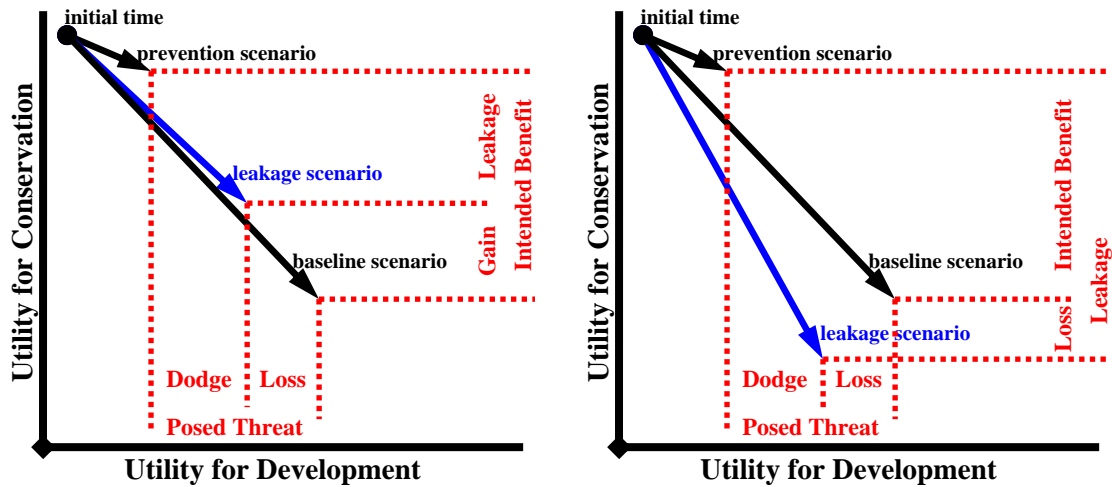 initial time
prevention scenario
leakage scenario
baseline scenario
Leakage
Intended Benefit
Gain
Dodge
Loss
Posed Threat
Utility for Conservation
Utility for Development
initial time
prevention scenario
baseline scenario
leakage scenario
Intended Benefit
Leakage
Loss
Dodge
Loss
Posed Threat
Utility for Conservation
Utility for Development